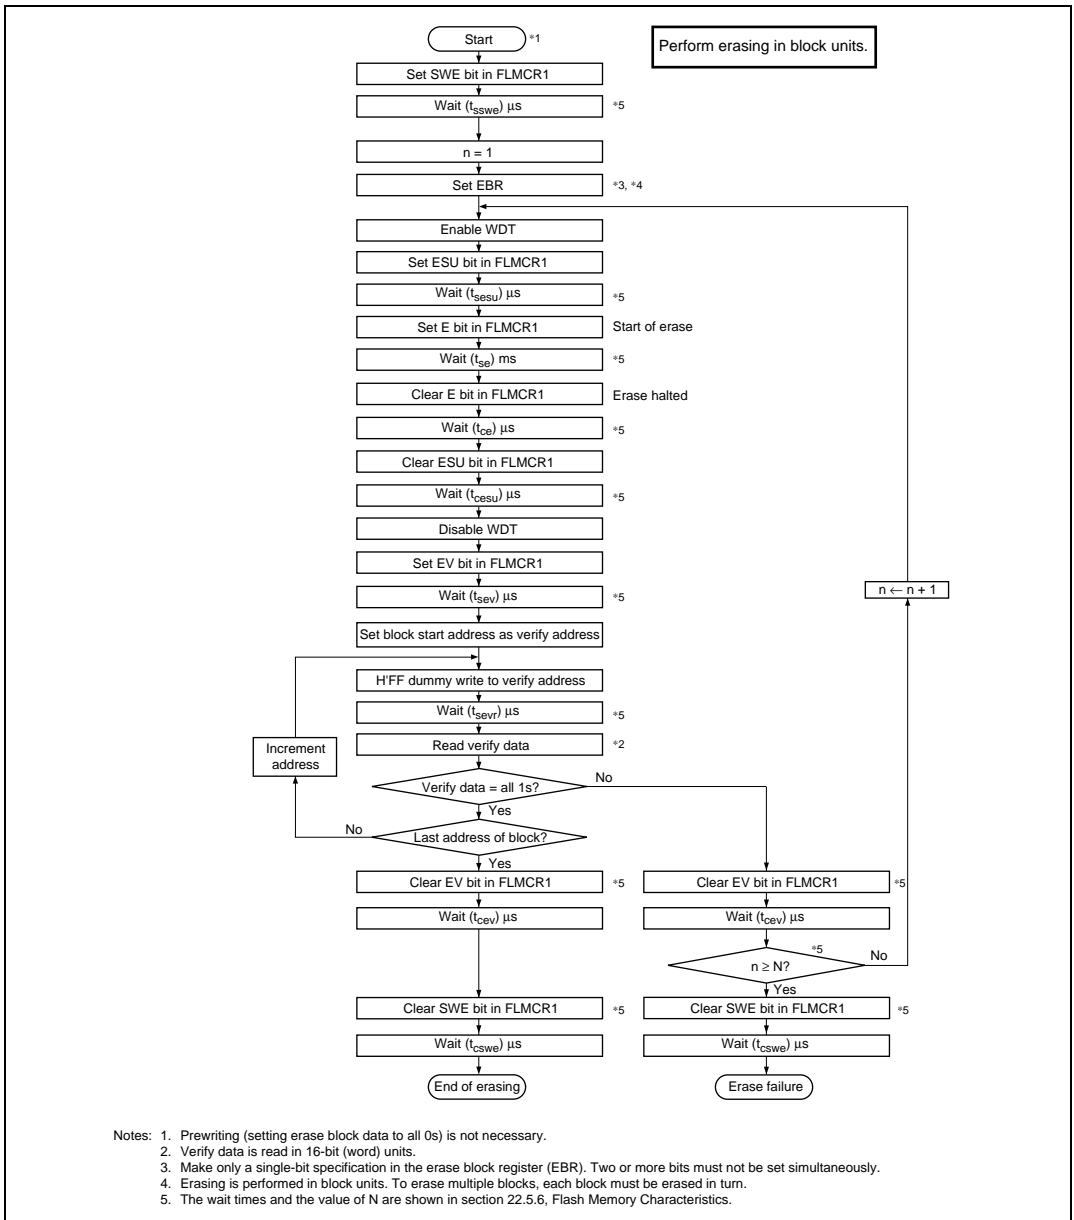 Start *1
Perform erasing in block units.
Set SWE bit in FLMCR1
Wait (tsswe) μs *5
n = 1
Set EBR *3, *4
Enable WDT
Set ESU bit in FLMCR1
Wait (tsesu) μs *5
Set E bit in FLMCR1 Start of erase
Wait (tse) ms *5
Clear E bit in FLMCR1 Erase halted
Wait (tce) μs *5
Clear ESU bit in FLMCR1
Wait (tcesu) μs *5
Disable WDT
Set EV bit in FLMCR1
Wait (tsev) μs *5
n ← n + 1
Set block start address as verify address
H'FF dummy write to verify address
Wait (tsevr) μs *5
Read verify data *2
Increment
address
Verify data = all 1s?
No
Yes
Last address of block?
No
Yes
Clear EV bit in FLMCR1 *5
Wait (tcev) μs
Clear EV bit in FLMCR1 *5
Wait (tcev) μs
n ≥ N? *5
No
Yes
Clear SWE bit in FLMCR1 *5
Wait (tcswe) μs
End of erasing
Clear SWE bit in FLMCR1 *5
Wait (tcswe) μs
Erase failure
Notes: 1. Prewriting (setting erase block data to all 0s) is not necessary.
2. Verify data is read in 16-bit (word) units.
3. Make only a single-bit specification in the erase block register (EBR). Two or more bits must not be set simultaneously.
4. Erasing is performed in block units. To erase multiple blocks, each block must be erased in turn.
5. The wait times and the value of N are shown in section 22.5.6, Flash Memory Characteristics.